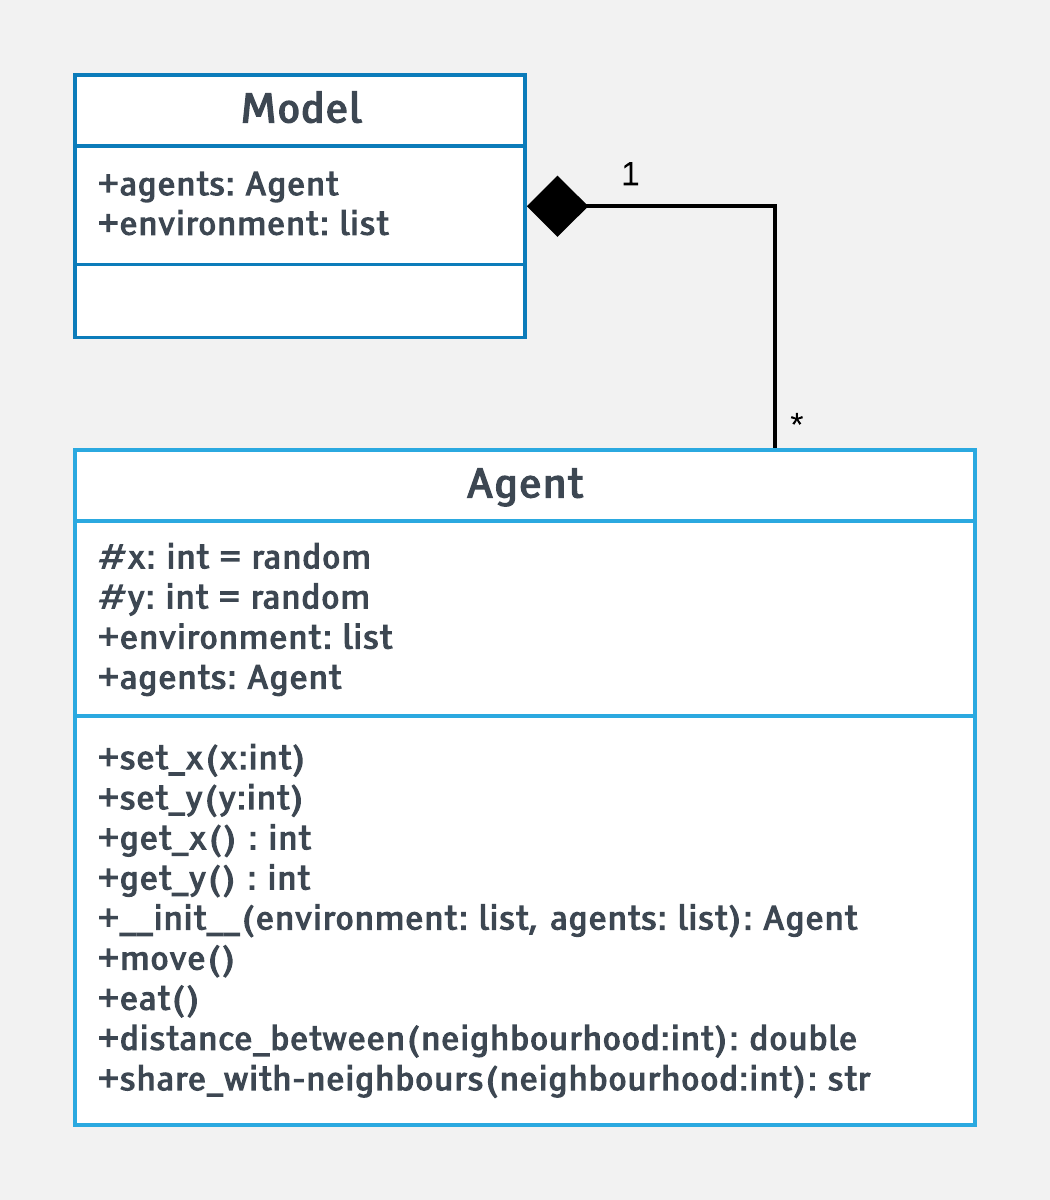 Model
+agents: Agent
+environment: list
1
*
Agent
#x: int = random
#y: int = random
+environment: list
+agents: Agent
+set_x(x:int)
+set_y(y:int)
+get_x() : int
+get_y() : int
+__init__(environment: list, agents: list): Agent
+move()
+eat()
+distance_between(neighbourhood:int): double
+share_with-neighbours(neighbourhood:int): str